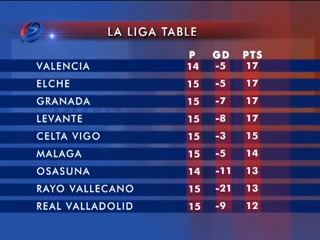 LA LIGA TABLE
P GD PTS
VALENCIA 14 -5 17
ELCHE 15 -5 17
GRANADA 15 -7 17
LEVANTE 15 -8 17
CELTA VIGO 15 -3 15
MALAGA 15 -5 14
OSASUNA 14 -11 13
RAYO VALLECANO 15 -21 13
REAL VALLADOLID 15 -9 12